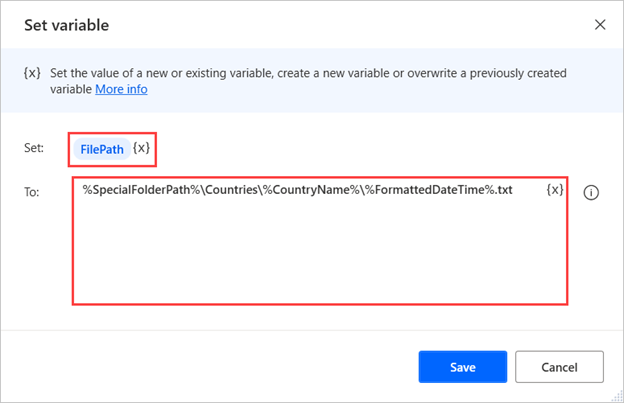 Set variable
{x} Set the value of a new or existing variable, create a new variable or overwrite a previously created
variable More info
Set: FilePath {x}
To: %SpecialFolderPath%\Countries\%CountryName%\%FormattedDateTime%.txt {x}
Save Cancel